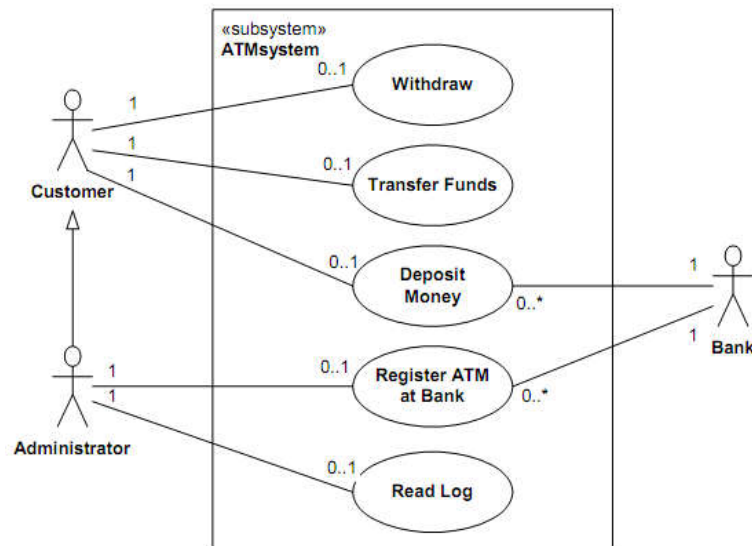 «subsystem»
ATMsystem
0..1
Withdraw
1
1
0..1
Transfer Funds
1
Customer
0..1
Deposit
Money
1
0..*
1
Bank
1
0..1
Register ATM
at Bank
1
0..*
Administrator
0..1
Read Log